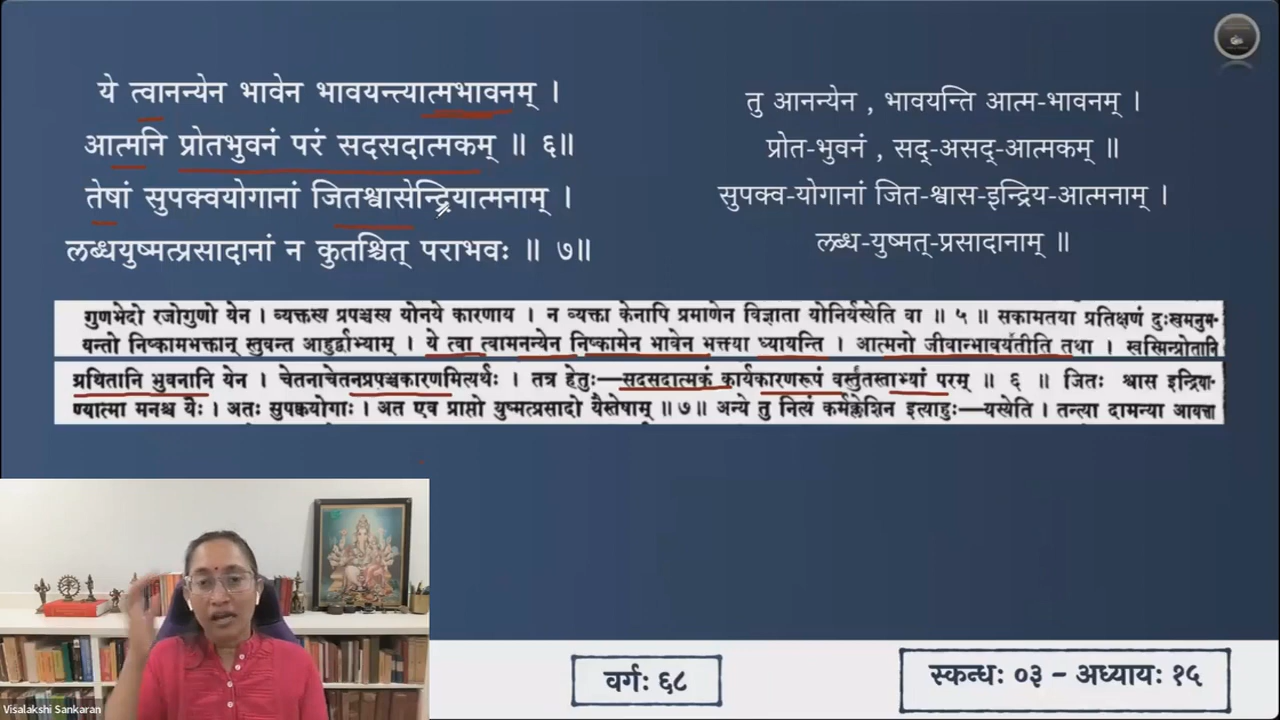 ये त्वानन्येन भावेन भावयन्त्यात्मभावनम् ।
आत्मनि प्रोतभुवनं परं सदसदात्मकम् ॥ ६॥
तेषां सुपक्वयोगानां जितश्वासेन्द्रियात्मनाम् ।
लब्धयुष्मत्प्रसादानां न कुतश्चित् पराभवः ॥ ७॥
तु आनन्येन , भावयन्ति आत्म-भावनम् ।
प्रोत-भुवनं , सद्-असद्-आत्मकम् ॥
सुपक्व-योगानां जित-श्वास-इन्द्रिय-आत्मनाम् ।
लब्ध-युष्मत्-प्रसादानाम् ॥
गुणभेदो रजोगुणो येन । व्यक्तस्य प्रपञ्चस्य योनये कारणाय । न व्यक्ता केनापि प्रमाणेन विज्ञाता योनिर्यस्येति वा ॥ ५ ॥ सकामतया प्रतिक्षणं दुःखमनुभ-
वन्तो निष्कामभक्तान् स्तुवन्त आहुर्द्वाभ्याम् । ये त्वा त्वामनन्येन निष्कामेन भावेन भक्त्या ध्यायन्ति । आत्मनो जीवान्भावयतीति तथा । स्वस्मिन्प्रोतानि
ग्रथितानि भुवनानि येन । चेतनाचेतनप्रपञ्चकारणमित्यर्थः । तत्र हेतुः—सदसदात्मकं कार्यकारणरूपं वस्तुतस्ताभ्यां परम् ॥ ६ ॥ जितः श्वास इन्द्रिया-
ण्यात्मा मनश्च यैः । अतः सुपक्वयोगाः । अत एव प्राप्तो युष्मत्प्रसादो यैस्तेषाम् ॥ ७॥ अन्ये तु नित्यं कर्मक्लेशिन इत्याहुः—यस्येति । तन्त्या दामन्या आवत्ता
Visalakshi Sankaran
वर्गः ६८
स्कन्धः ०३ – अध्यायः १५